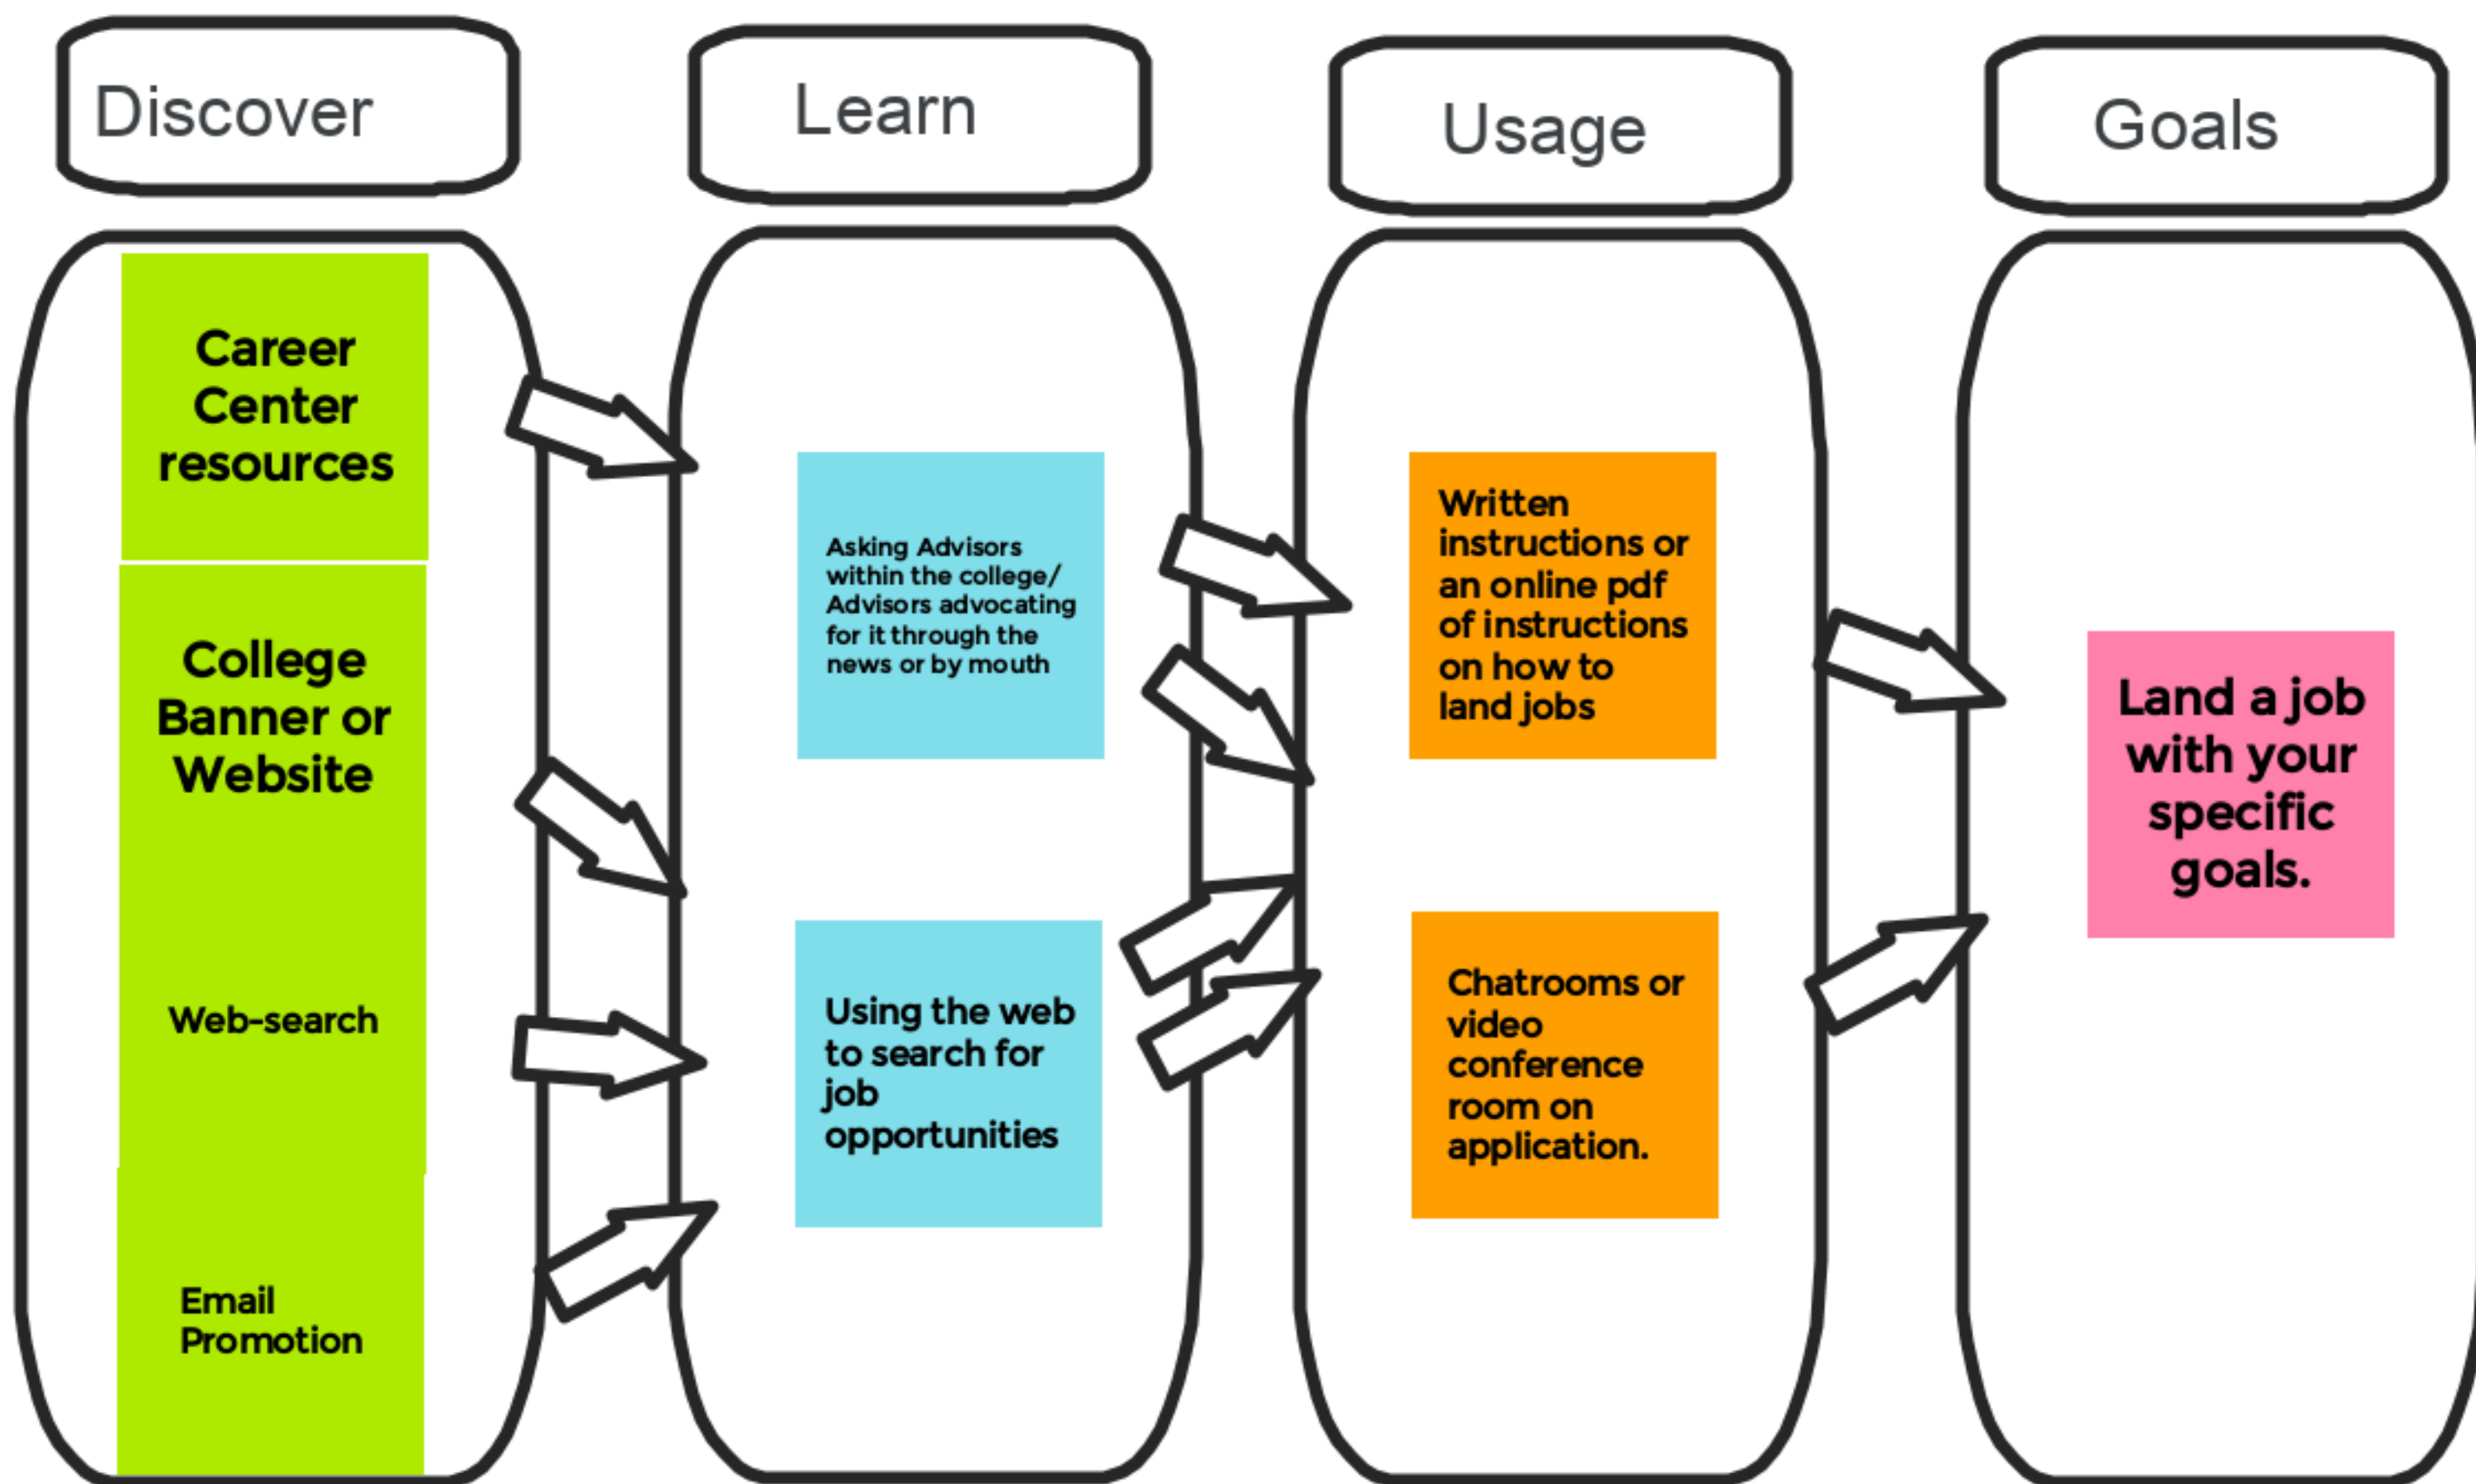 Discover
Learn
Usage
Goals
Career
Center
resources
College
Banner or
Website
Web-search
Email
Promotion
Asking Advisors
within the college/
Advisors advocating
for it through the
news or by mouth
Using the web
to search for
job
opportunities
Written
instructions or
an online pdf
of instructions
on how to
land jobs
Chatrooms or
video
conference
room on
application.
Land a job
with your
specific
goals.